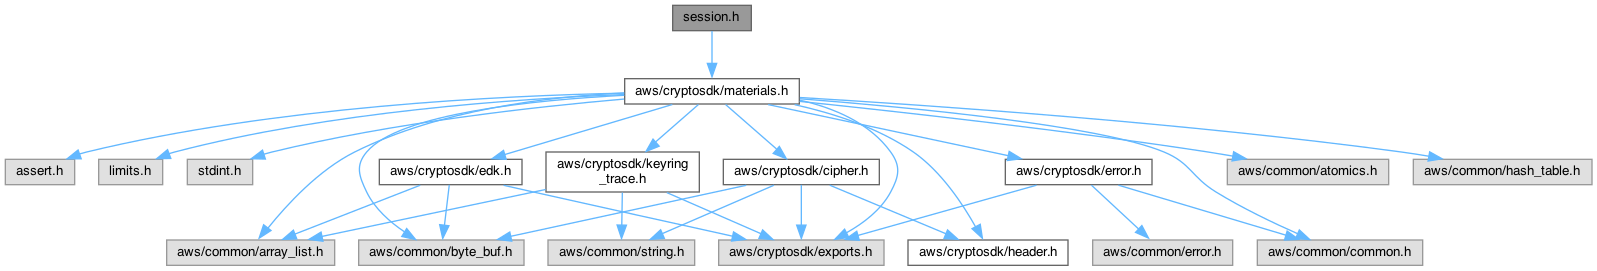 session.h
aws/cryptosdk/materials.h
assert.h
limits.h
stdint.h
aws/cryptosdk/edk.h
aws/cryptosdk/keyring
_trace.h
aws/cryptosdk/cipher.h
aws/cryptosdk/error.h
aws/common/atomics.h
aws/common/hash_table.h
aws/common/array_list.h
aws/common/byte_buf.h
aws/common/string.h
aws/cryptosdk/exports.h
aws/cryptosdk/header.h
aws/common/error.h
aws/common/common.h